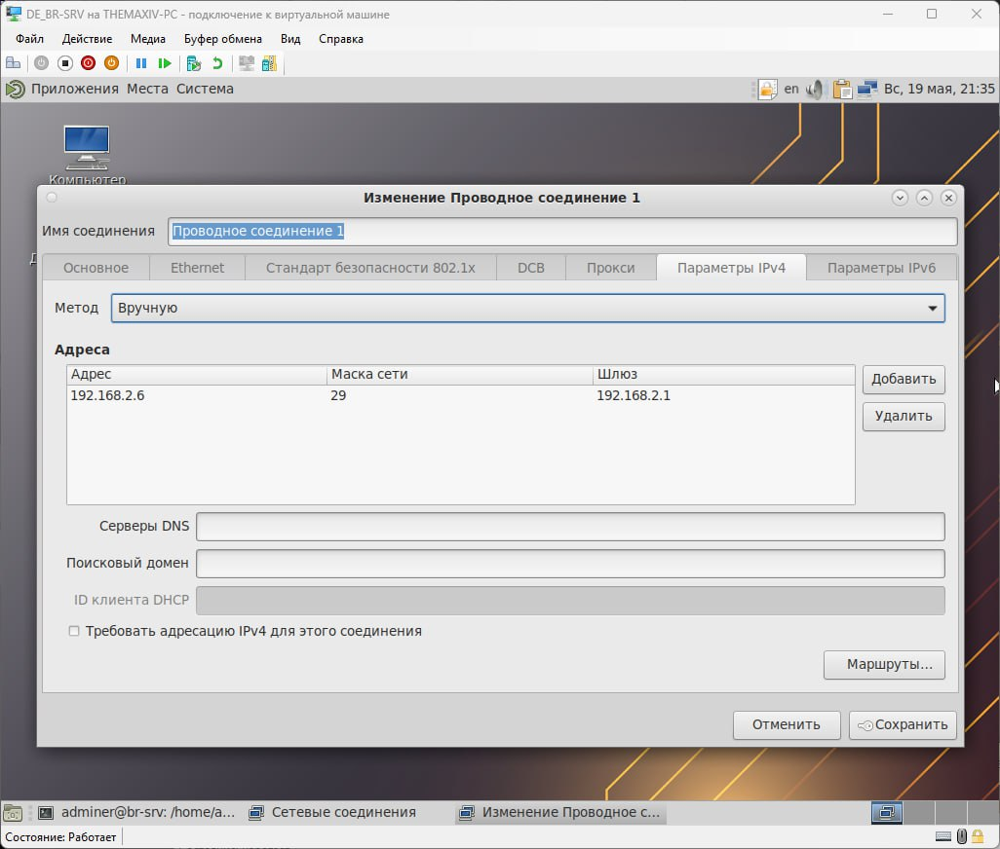 DE_BR-SRV на THEMAXIV-PC - подключение к виртуальной машине
Файл Действие Медиа Буфер обмена Вид Справка
Приложения Места Система en Вс, 19 мая, 21:35
Компьютер
Изменение Проводное соединение 1
Имя соединения Проводное соединение 1
Основное Ethernet Стандарт безопасности 802.1x DCB Прокси Параметры IPv4 Параметры IPv6
Метод Вручную
Адреса
Адрес Маска сети Шлюз
192.168.2.6 29 192.168.2.1
Добавить
Удалить
Серверы DNS
Поисковый домен
ID клиента DHCP
Требовать адресацию IPv4 для этого соединения
Маршруты...
Отменить Сохранить
adminer@br-srv: /home/a... Сетевые соединения Изменение Проводное с...
Состояние: Работает